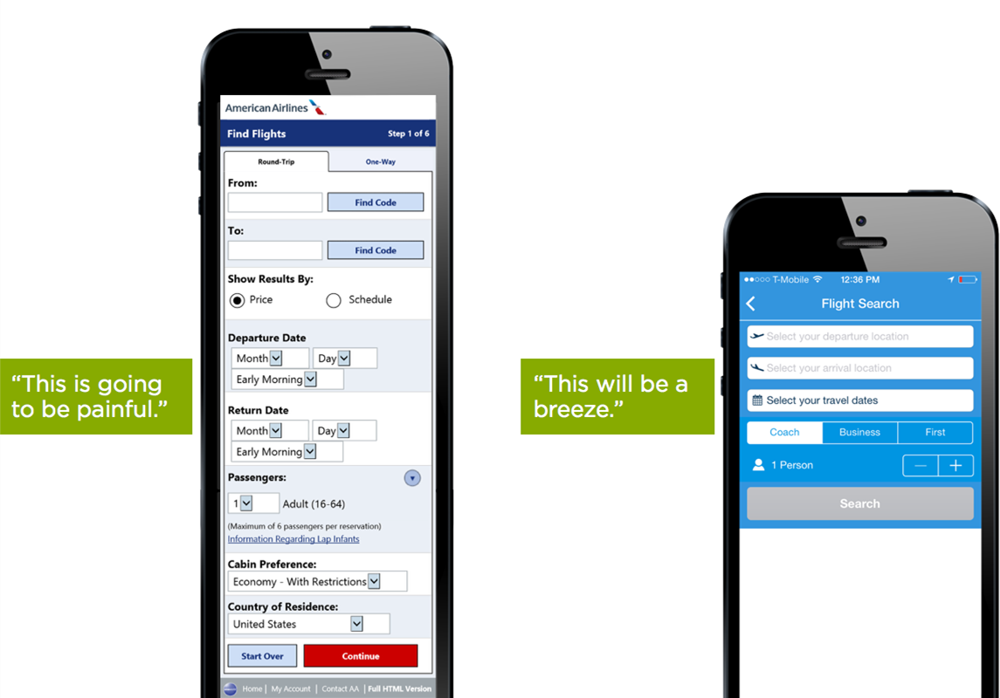 American Airlines
Find Flights Step 1 of 6
Round-Trip One-Way
From:
Find Code
To:
Find Code
Show Results By:
Price Schedule
Departure Date
Month Day
Early Morning
“This is going
to be painful.”
Return Date
Month Day
Early Morning
Passengers:
1 Adult (16-64)
(Maximum of 6 passengers per reservation)
Information Regarding Lap Infants
Cabin Preference:
Economy - With Restrictions
Country of Residence:
United States
Start Over Continue
Home | My Account | Contact AA | Full HTML Version
“This will be a
breeze.”
T-Mobile 12:36 PM
Flight Search
Select your departure location
Select your arrival location
Select your travel dates
Coach Business First
1 Person
Search